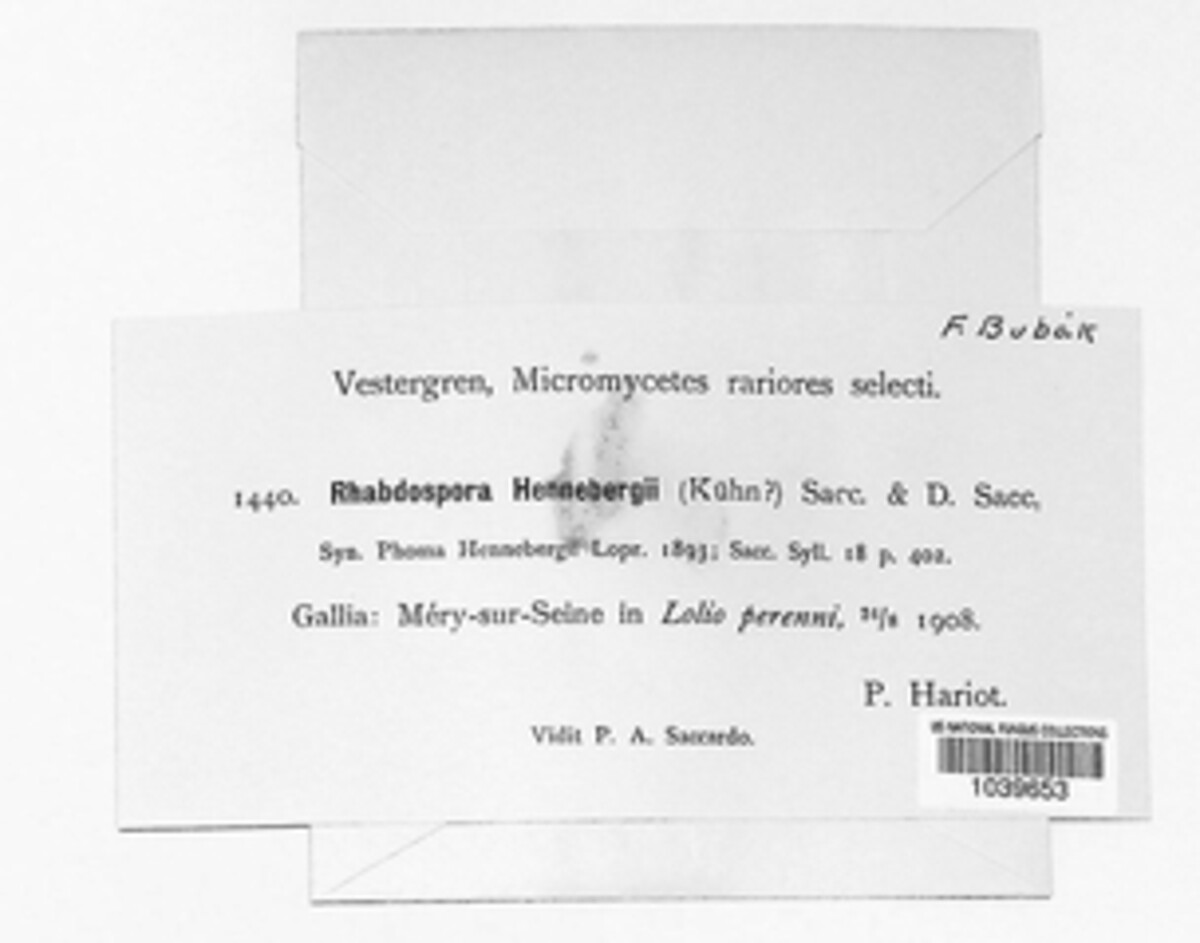 F. Bubák
Vestergren, Micromycetes rariores selecti.
1440. Rhabdospora Hennebergii (Kühn?) Sacc. & D. Sacc.
Syn. Phoma Hennebergii Lopr. 1893; Sacc. Syll. 18 p. 402.
Gallia: Méry-sur-Seine in Lolio perenni, 1908.
P. Hariot.
Vidit P. A. Saccardo.
US NATIONAL FUNGUS COLLECTIONS
1039653